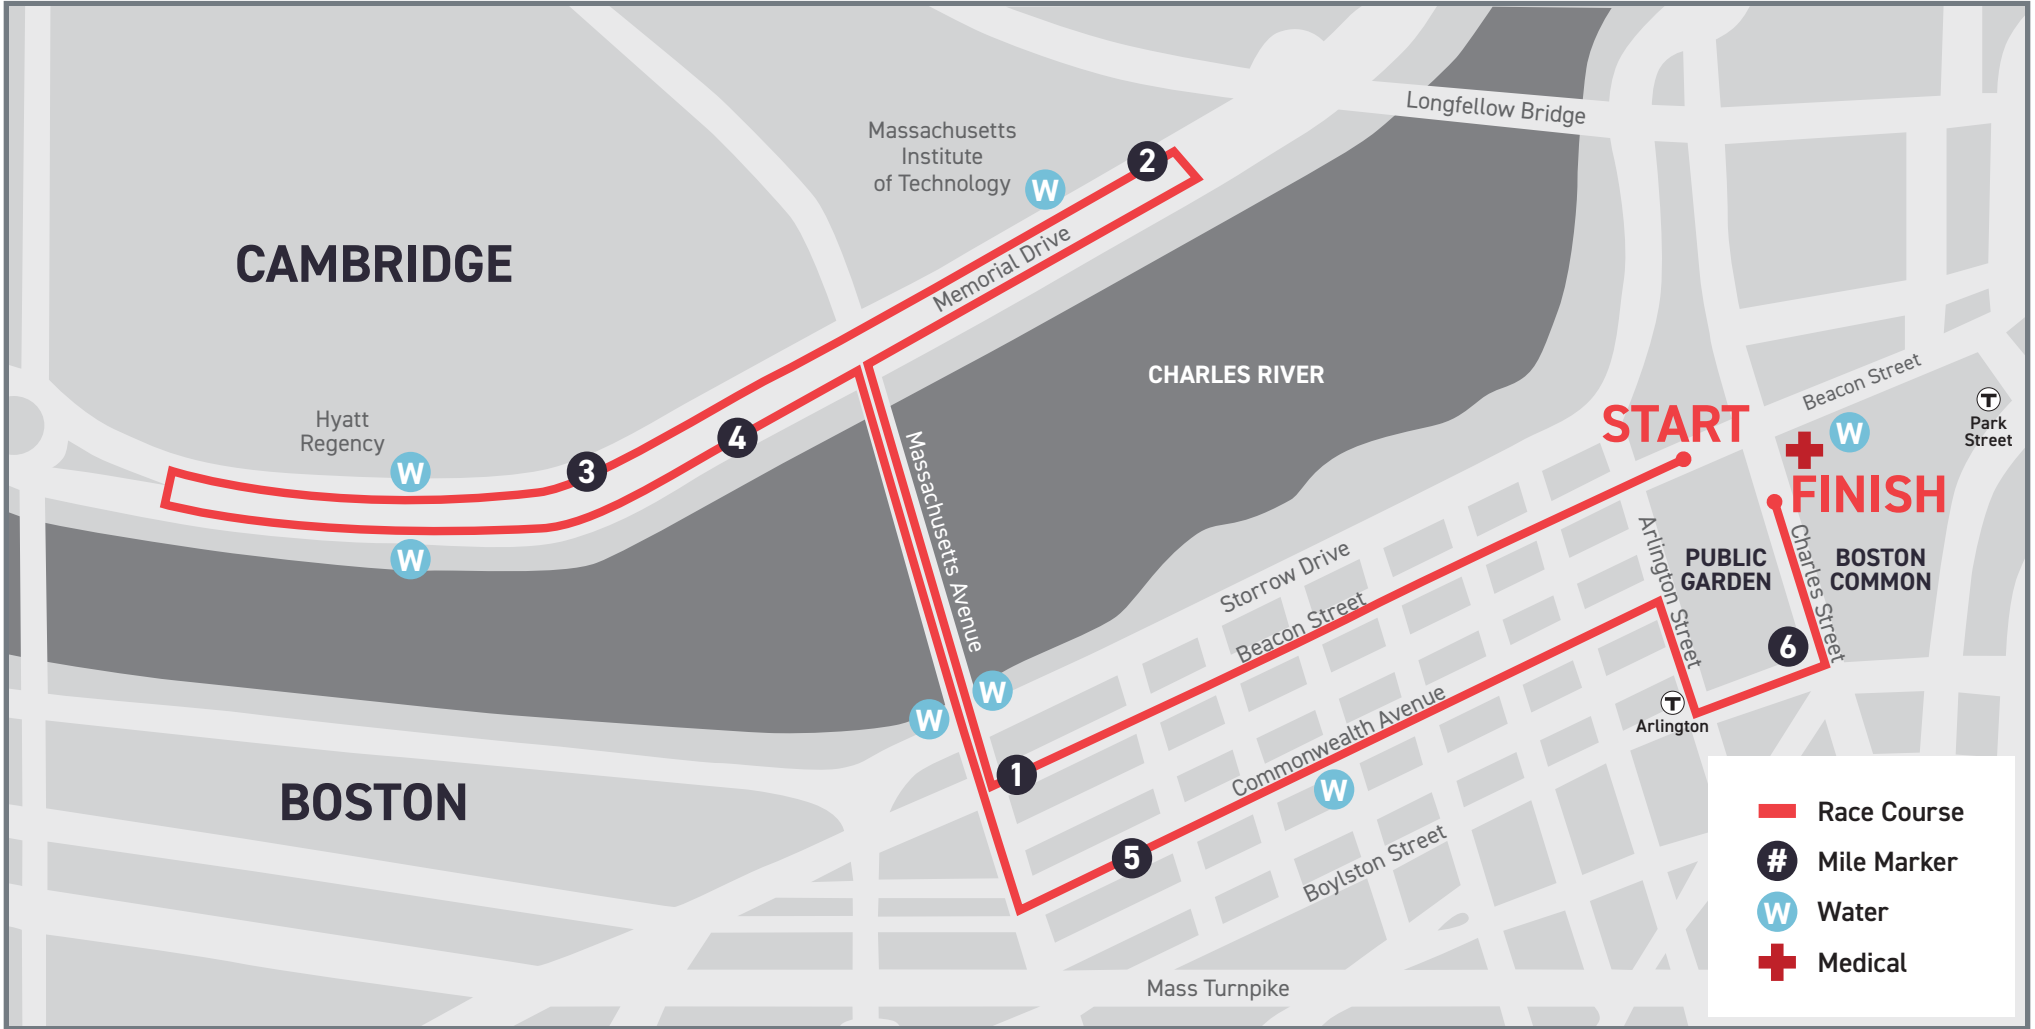 Longfellow Bridge
Massachusetts
Institute
of Technology
W
2
Memorial Drive
CAMBRIDGE
CHARLES RIVER
Beacon Street
T
Park
Street
START
W
FINISH
Hyatt
Regency
W
3
4
W
Massachusetts Avenue
Arlington Street
PUBLIC
GARDEN
Charles Street
BOSTON
COMMON
Storrow Drive
Beacon Street
6
W
W
T
Arlington
1
Commonwealth Avenue
W
BOSTON
5
Boylston Street
Mass Turnpike
Race Course
# Mile Marker
W Water
Medical